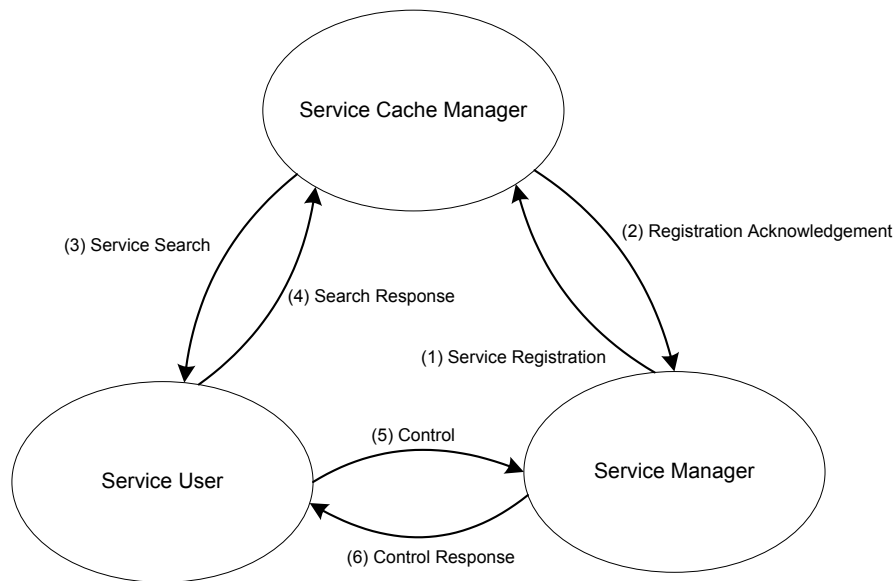 Service Cache Manager
(3) Service Search
(2) Registration Acknowledgement
(4) Search Response
(1) Service Registration
(5) Control
Service User
Service Manager
(6) Control Response